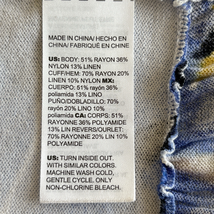 MADE IN CHINA/ HECHO EN
CHINA/ FABRIQUÉ EN CHINE
US: BODY: 51% RAYON 36%
NYLON 13% LINEN
CUFF/HEM: 70% RAYON 20%
LINEN 10% NYLON MX:
CUERPO: 51% rayón 36%
poliamida 13% LINO
PUÑO/DOBLADILLO: 70%
rayón 20% LINO 10%
poliamida CA: CORPS: 51%
RAYONNE 36% POLYAMIDE
13% LIN REVERS/OURLET:
70% RAYONNE 20% LIN 10%
POLYAMIDE
US: TURN INSIDE OUT
WITH SIMILAR COLORS.
MACHINE WASH COLD,
GENTLE CYCLE. ONLY
NON-CHLORINE BLEACH.